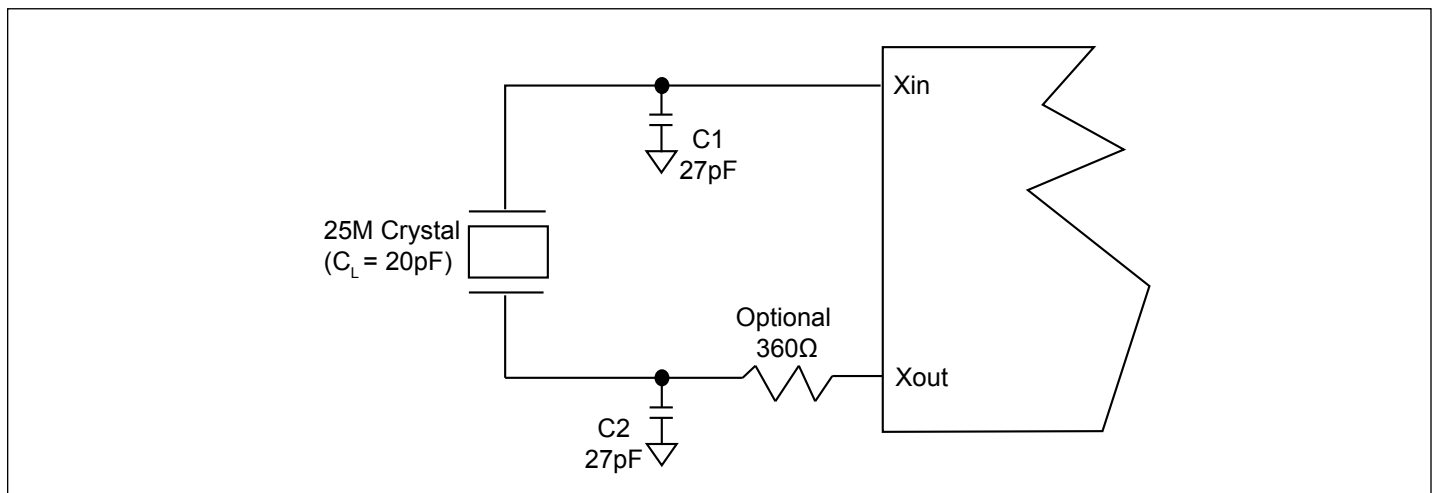 Xin
C1
27pF
25M Crystal
(C_L = 20pF)
Optional
360Ω
Xout
C2
27pF